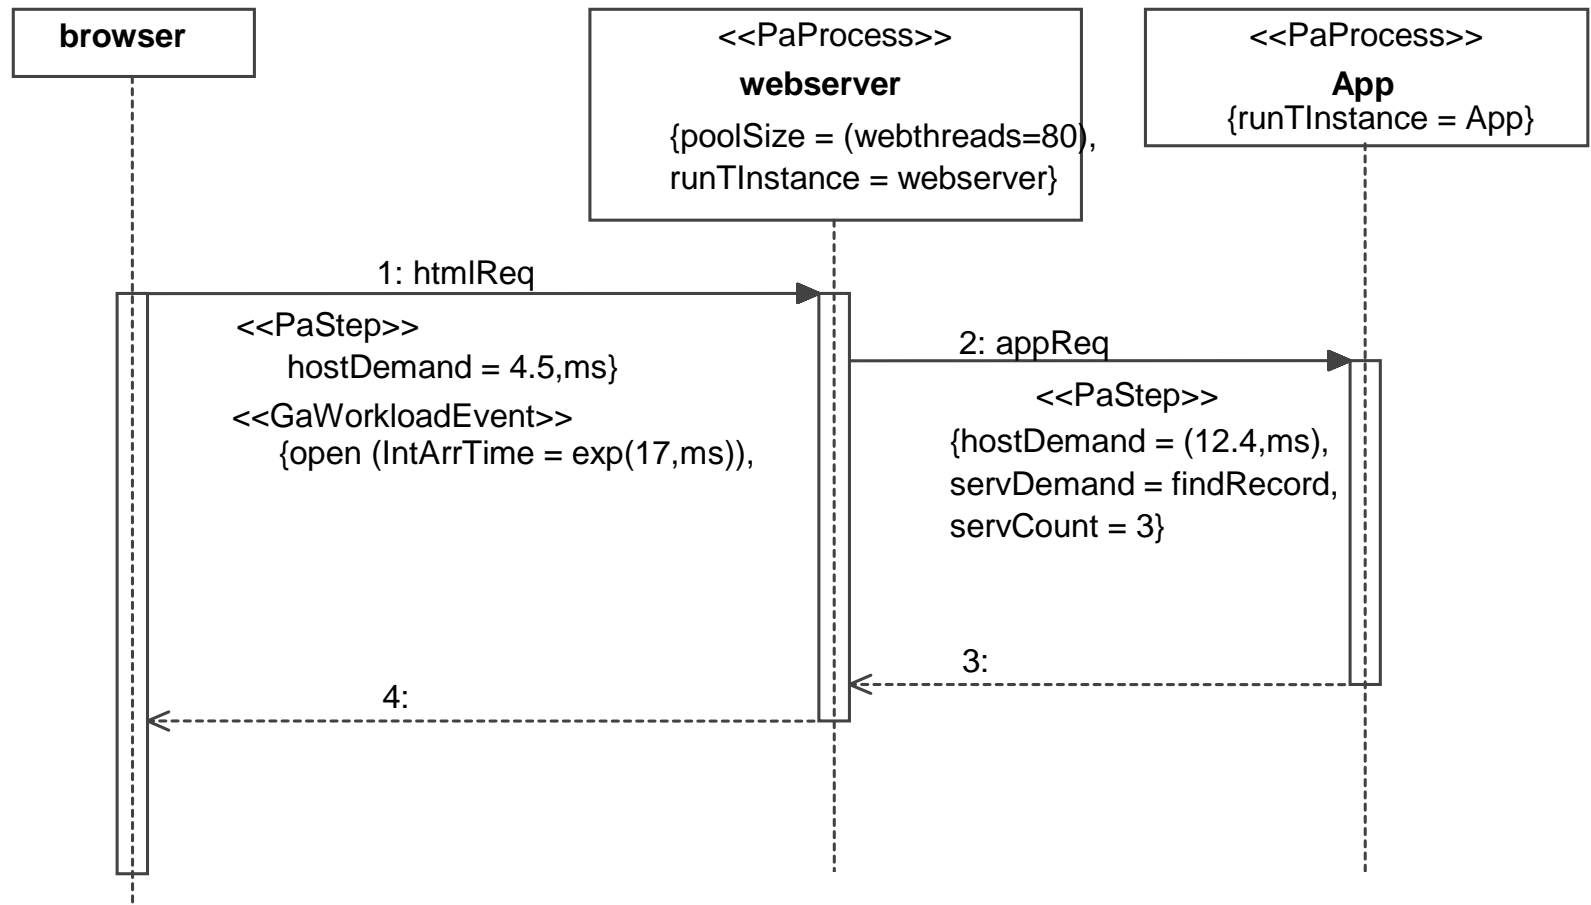 browser
<<PaProcess>>
webserver
{poolSize = (webthreads=80),
runTInstance = webserver}
<<PaProcess>>
App
{runTInstance = App}
1: htmlReq
<<PaStep>>
hostDemand = 4.5,ms}
<<GaWorkloadEvent>>
{open (IntArrTime = exp(17,ms)),
2: appReq
<<PaStep>>
{hostDemand = (12.4,ms),
servDemand = findRecord,
servCount = 3}
3:
4: